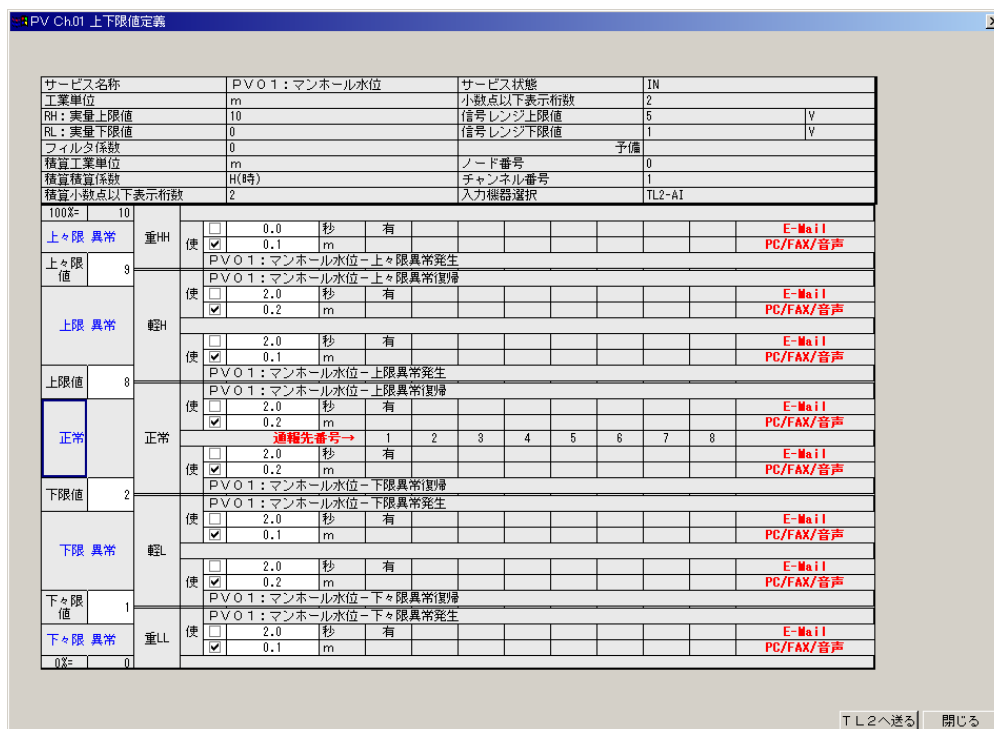 PV Ch.01 上下限値定義
サービス名称 PV01:マンホール水位 サービス状態 IN
工業単位 m 小数点以下表示桁数 2
RH:実量上限値 10 信号レンジ上限値 5 V
RL:実量下限値 0 信号レンジ下限値 1 V
フィルタ係数 0 予備
積算工業単位 m ノード番号 0
積算積算係数 H(時) チャンネル番号 1
積算小数点以下表示桁数 2 入力機器選択 TL2-AI
100%= 10
上々限 異常 重HH 使 0.0 秒 有 E-Mail
0.1 m PC/FAX/音声
上々限値 9 PV01:マンホール水位-上々限異常発生
PV01:マンホール水位-上々限異常復帰
使 2.0 秒 有 E-Mail
0.2 m PC/FAX/音声
上限 異常 軽H
使 2.0 秒 有 E-Mail
0.1 m PC/FAX/音声
上限値 8 PV01:マンホール水位-上限異常発生
PV01:マンホール水位-上限異常復帰
使 2.0 秒 有 E-Mail
0.2 m PC/FAX/音声
正常 正常 通報先番号→ 1 2 3 4 5 6 7 8
使 2.0 秒 有 E-Mail
0.2 m PC/FAX/音声
下限値 2 PV01:マンホール水位-下限異常復帰
PV01:マンホール水位-下限異常発生
使 2.0 秒 有 E-Mail
0.1 m PC/FAX/音声
下限 異常 軽L
使 2.0 秒 有 E-Mail
0.2 m PC/FAX/音声
下々限値 1 PV01:マンホール水位-下々限異常復帰
PV01:マンホール水位-下々限異常発生
下々限 異常 重LL 使 2.0 秒 有 E-Mail
0.1 m PC/FAX/音声
0%= 0
TL2へ送る 閉じる